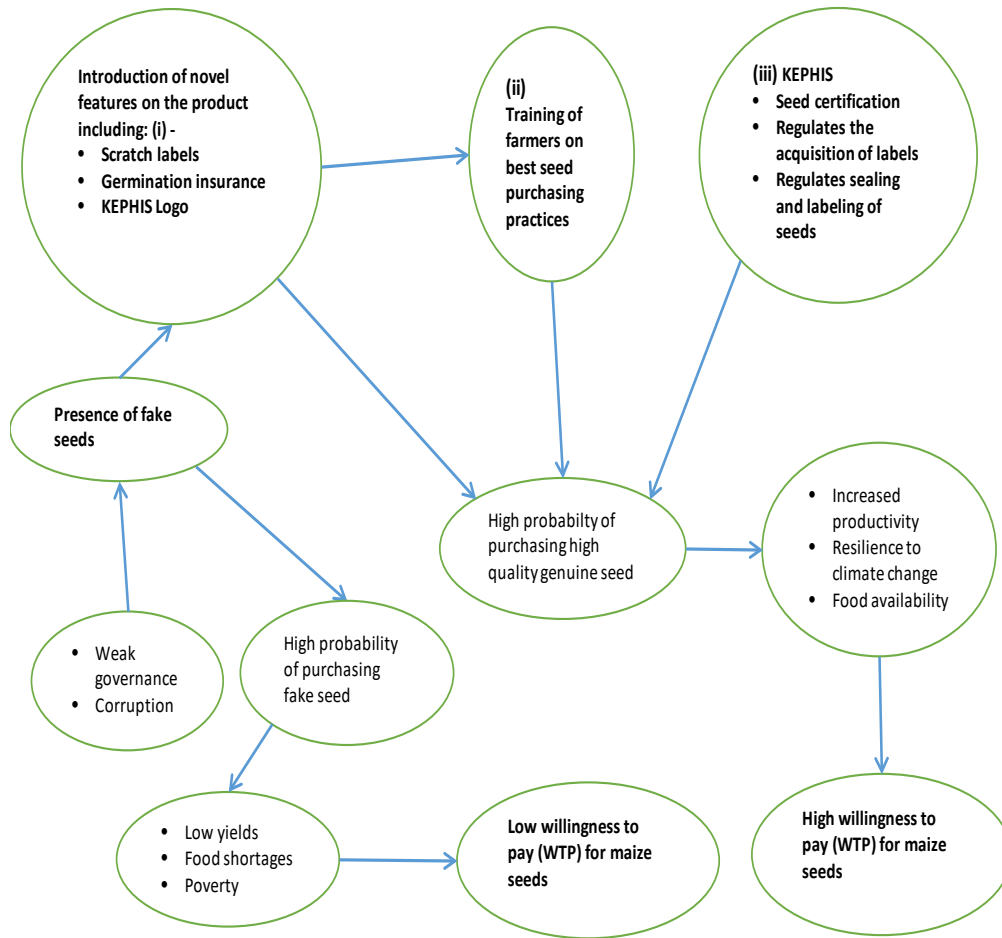 Introduction of novel
features on the product
including: (i) -
• Scratch labels
• Germination insurance
• KEPHIS Logo
(ii)
Training of
farmers on
best seed
purchasing
practices
(iii) KEPHIS
• Seed certification
• Regulates the
acquisition of labels
• Regulates sealing
and labeling of
seeds
Presence of fake
seeds
High probabilty of
purchasing high
quality genuine seed
• Increased
productivity
• Resilience to
climate change
• Food availability
• Weak
governance
• Corruption
High probability
of purchasing
fake seed
• Low yields
• Food shortages
• Poverty
Low willingness to
pay (WTP) for maize
seeds
High willingness to
pay (WTP) for maize
seeds